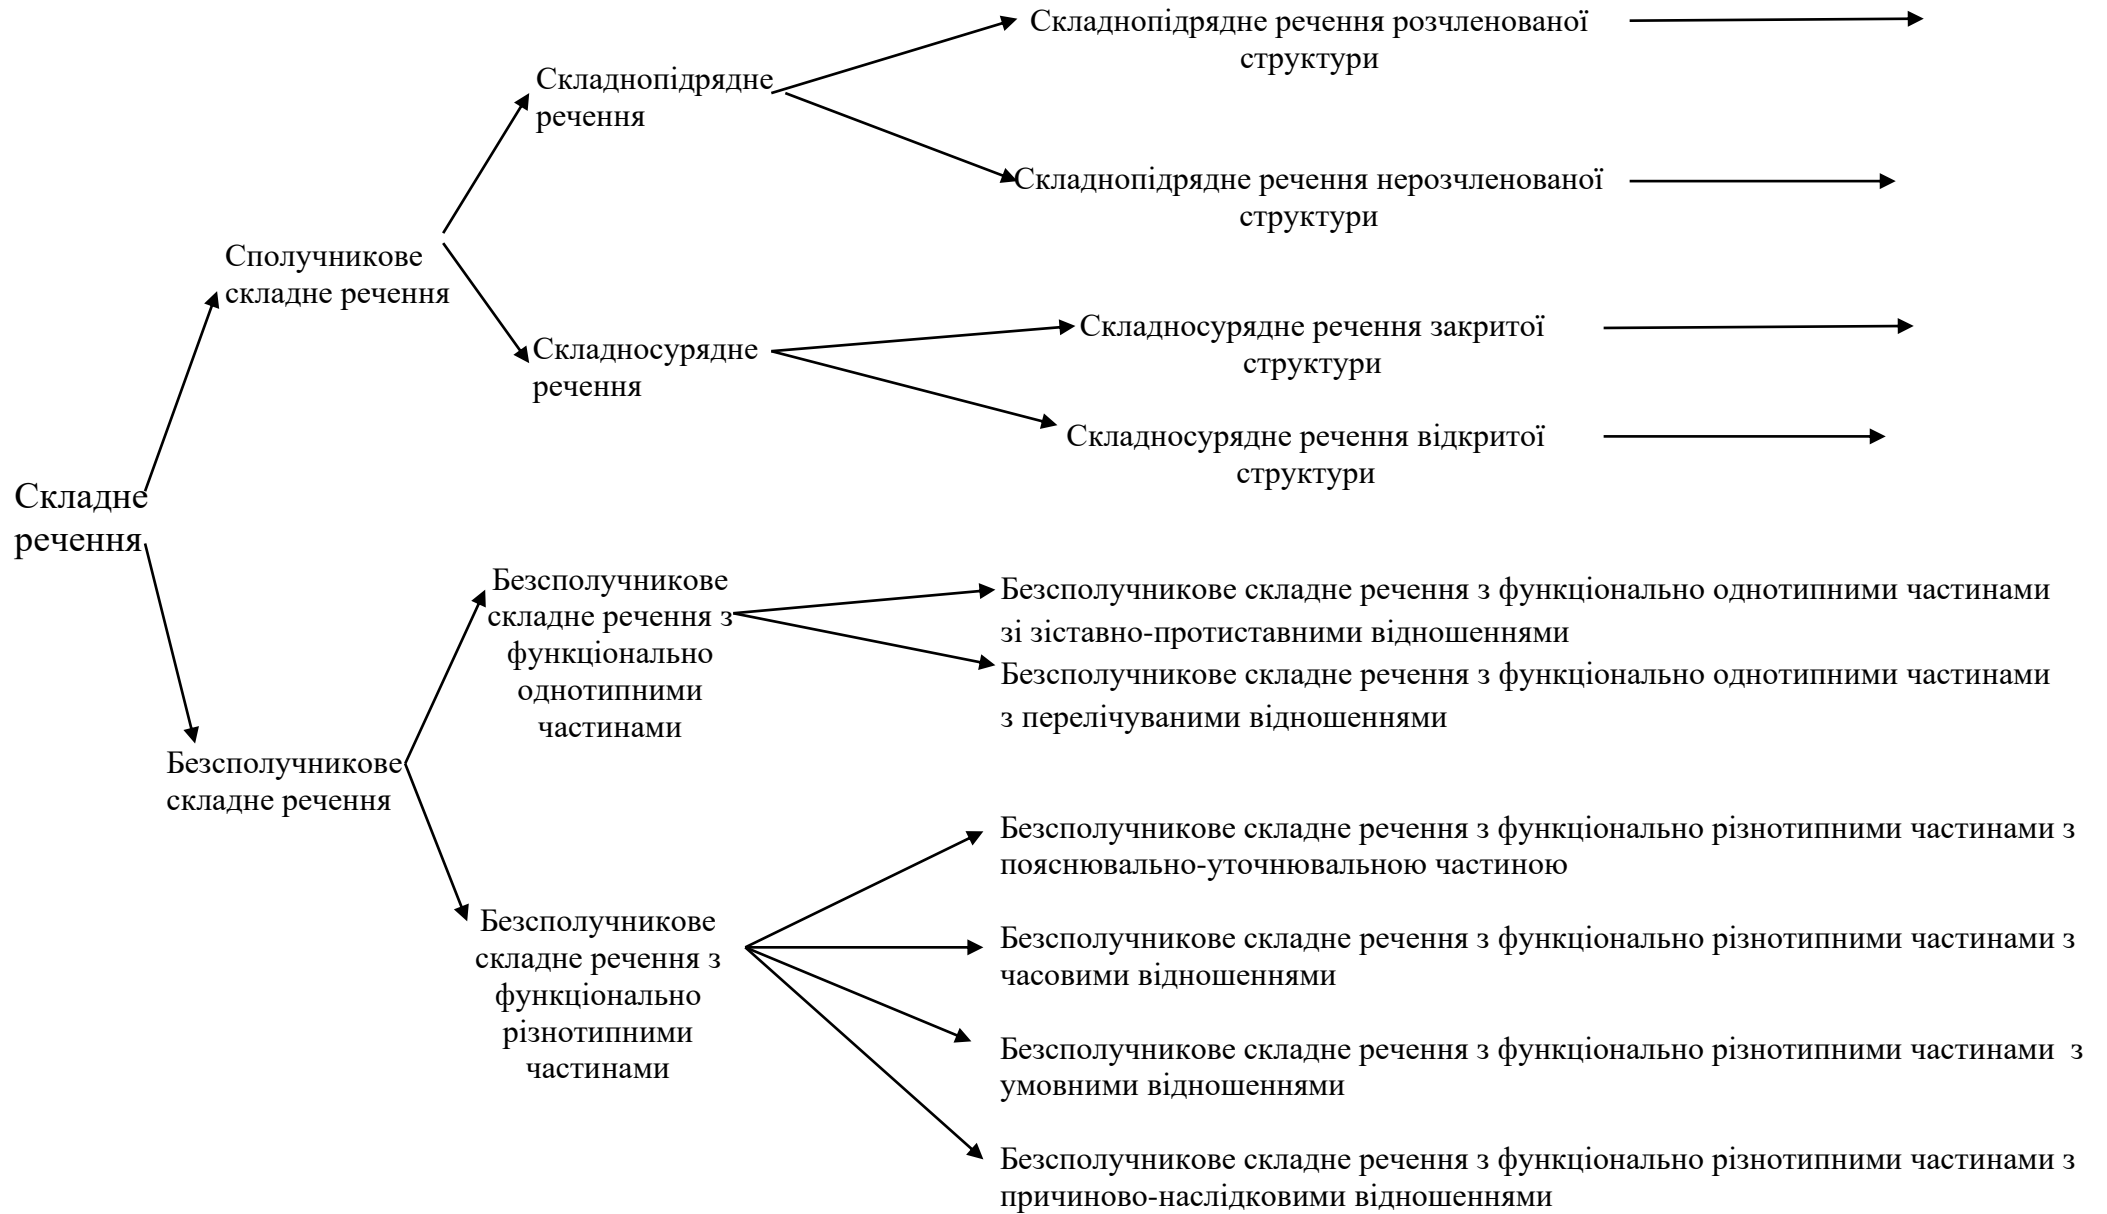 Складнопідрядне речення розчленованої
структури
Складнопідрядне
речення
Складнопідрядне речення нерозчленованої
структури
Сполучникове
складне речення
Складносурядне речення закритої
структури
Складносурядне
речення
Складносурядне речення відкритої
структури
Складне
речення
Безсполучникове
складне речення з
функціонально
однотипними
частинами
Безсполучникове складне речення з функціонально однотипними частинами
зі зіставно-протиставними відношеннями
Безсполучникове складне речення з функціонально однотипними частинами
з перелічуваними відношеннями
Безсполучникове
складне речення
Безсполучникове складне речення з функціонально різнотипними частинами з
пояснювально-уточнювальною частиною
Безсполучникове
складне речення з
функціонально
різнотипними
частинами
Безсполучникове складне речення з функціонально різнотипними частинами з
часовими відношеннями
Безсполучникове складне речення з функціонально різнотипними частинами з
умовними відношеннями
Безсполучникове складне речення з функціонально різнотипними частинами з
причиново-наслідковими відношеннями